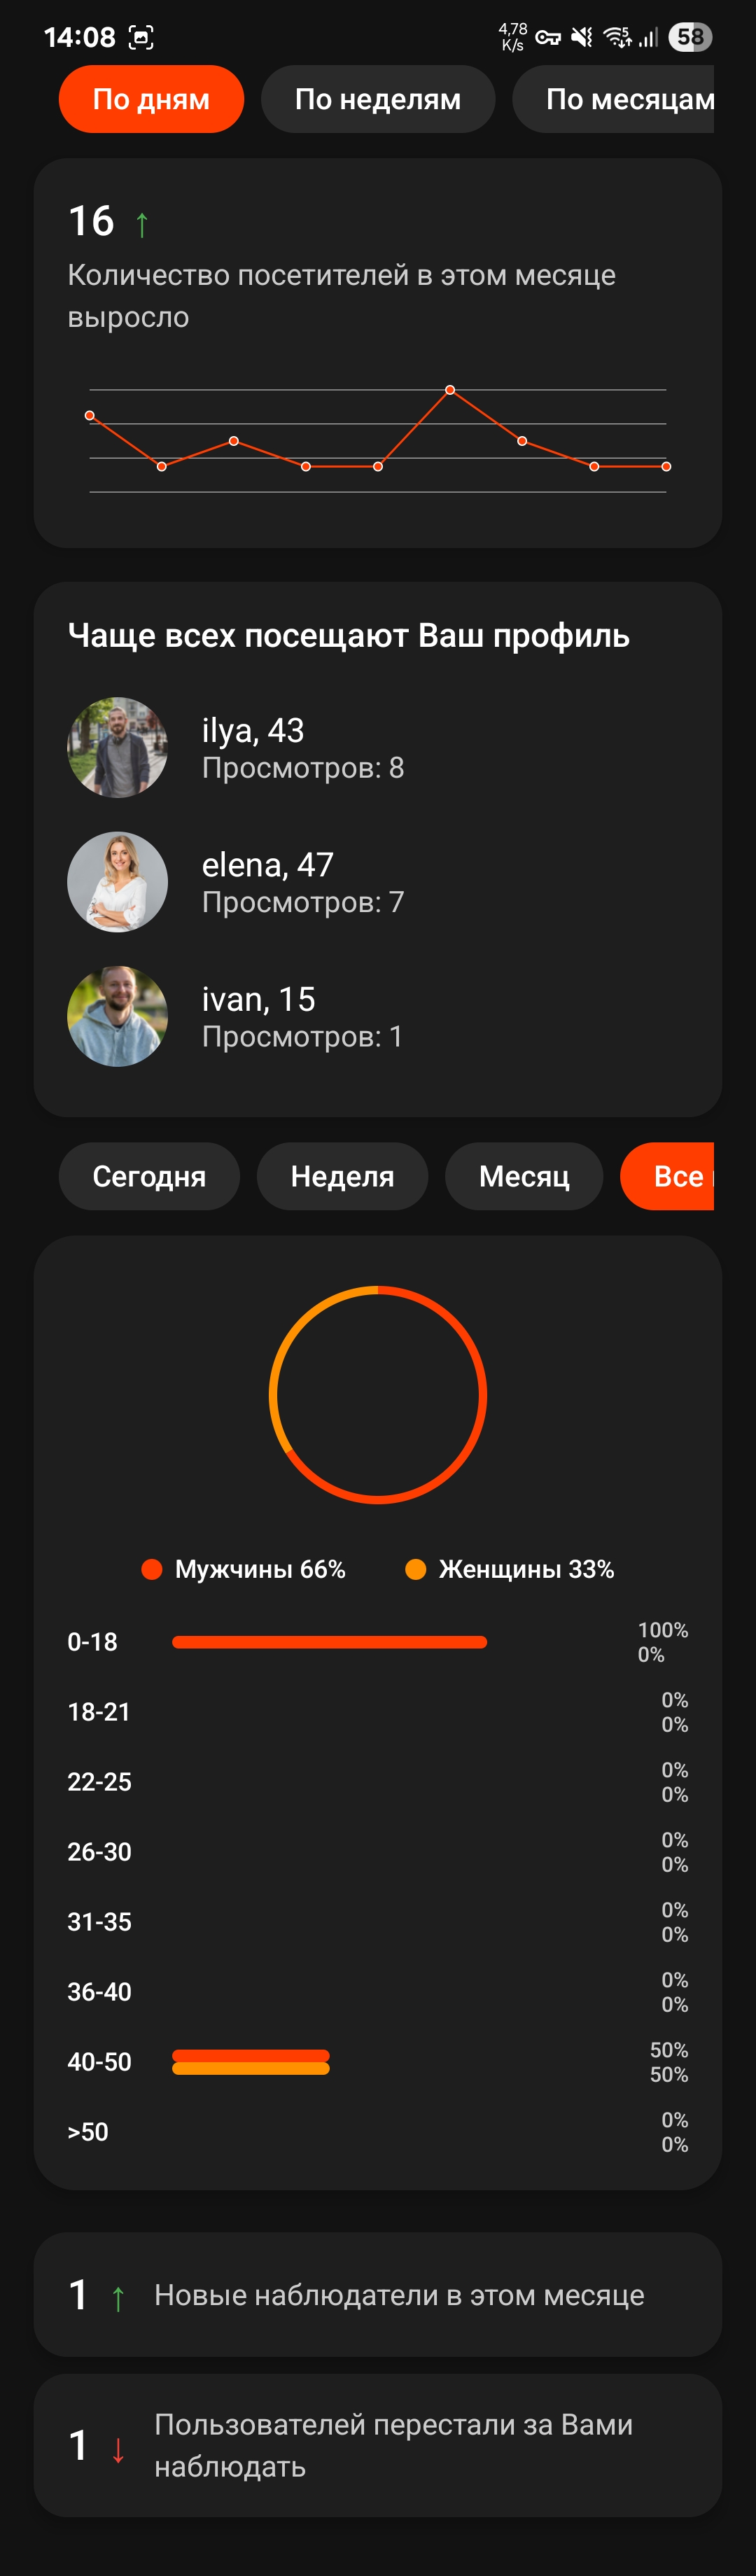 14:08
4,78
K/s
58
По дням
По неделям
По месяцам
16 ↑
Количество посетителей в этом месяце
выросло
Чаще всех посещают Ваш профиль
ilya, 43
Просмотров: 8
elena, 47
Просмотров: 7
ivan, 15
Просмотров: 1
Сегодня
Неделя
Месяц
Все
Мужчины 66%
Женщины 33%
0-18
100%
0%
18-21
0%
0%
22-25
0%
0%
26-30
0%
0%
31-35
0%
0%
36-40
0%
0%
40-50
50%
50%
>50
0%
0%
1 ↑ Новые наблюдатели в этом месяце
1 ↓ Пользователей перестали за Вами
наблюдать